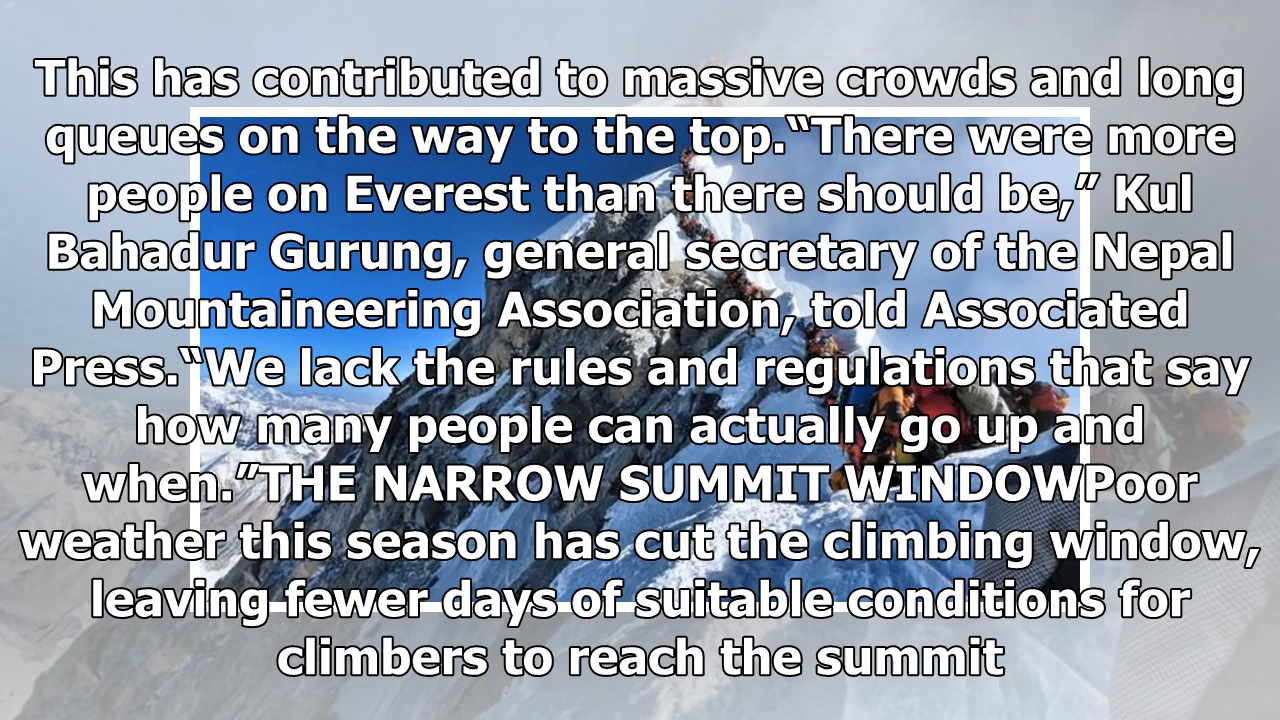 This has contributed to massive crowds and long
queues on the way to the top.“There were more
people on Everest than there should be,” Kul
Bahadur Gurung, general secretary of the Nepal
Mountaineering Association, told Associated
Press.“We lack the rules and regulations that say
how many people can actually go up and
when.”THE NARROW SUMMIT WINDOWPoor
weather this season has cut the climbing window,
leaving fewer days of suitable conditions for
climbers to reach the summit